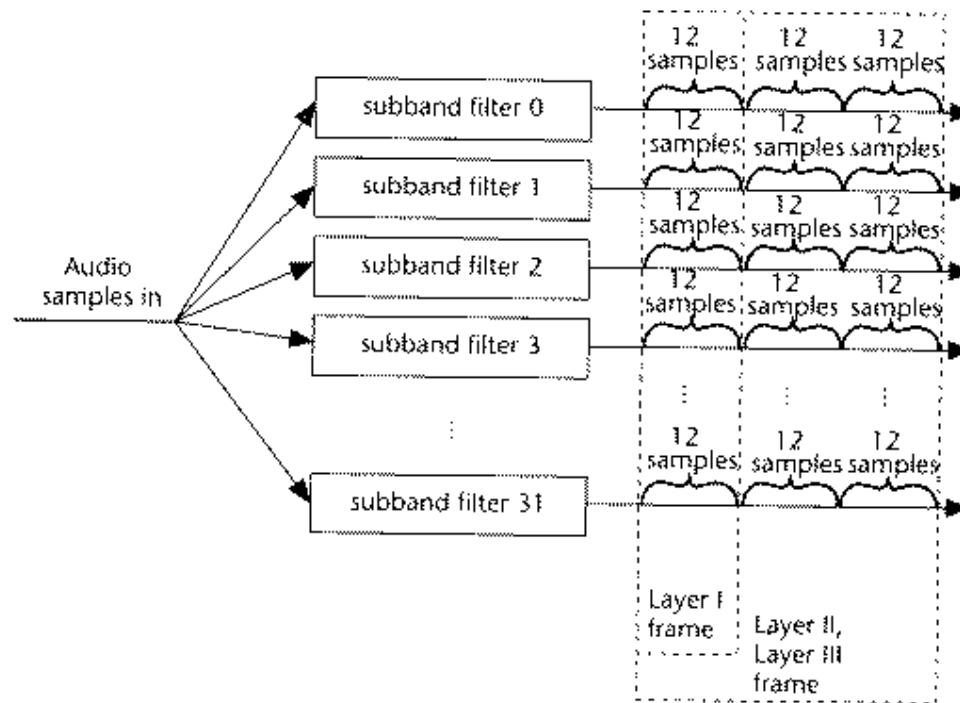 12 12 12
samples samples samples
subband filter 0
12 12 12
samples samples samples
subband filter 1
12 12 12
samples samples samples
Audio
samples in
subband filter 2
12 12 12
samples samples samples
subband filter 3
12 12 12
samples samples samples
subband filter 31
Layer I
frame
Layer II,
Layer III
frame